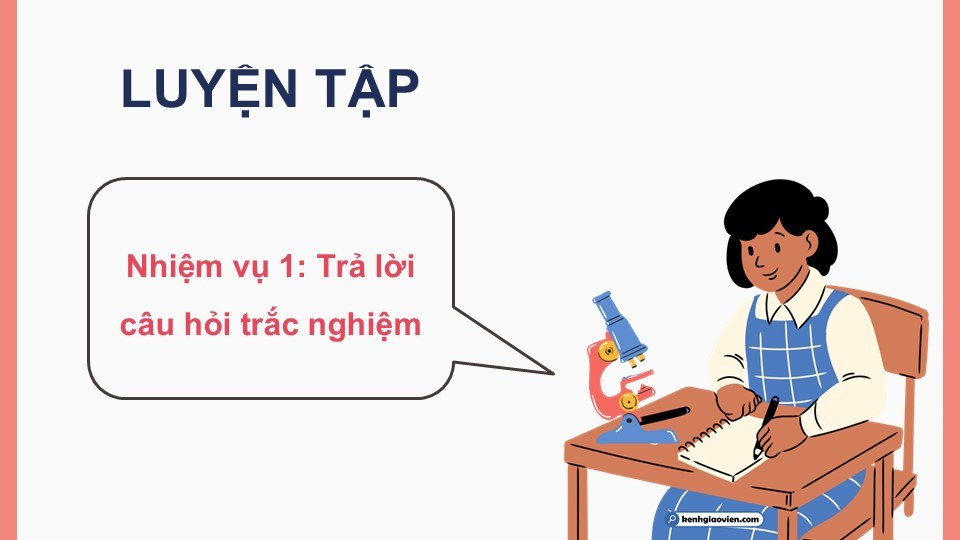 LUYỆN TẬP
Nhiệm vụ 1: Trả lời
câu hỏi trắc nghiệm
kenhgiaovien.com